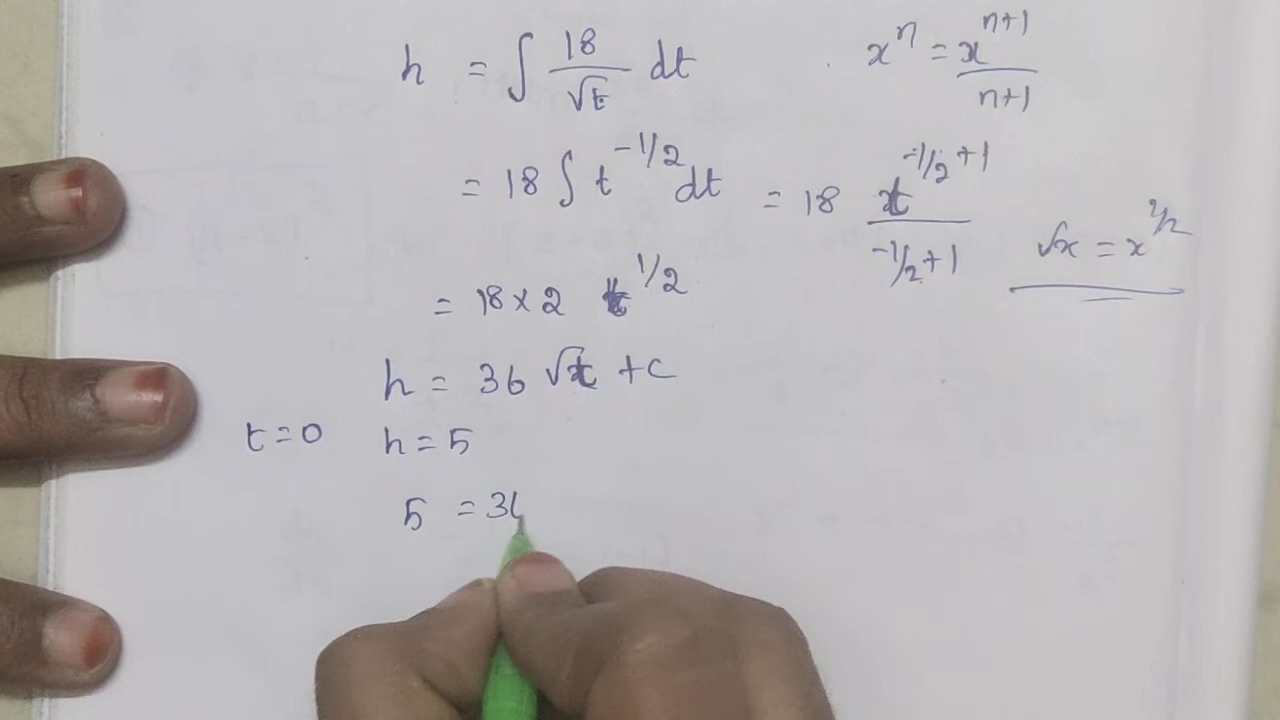 h = ∫ 18/√t dt
x^n = x^(n+1)/(n+1)
= 18 ∫ t^(-1/2) dt = 18 t^(-1/2+1)/(-1/2+1)
√x = x^(1/2)
= 18 × 2 t^(1/2)
h = 36 √t + c
t = 0 h = 5
5 = 36